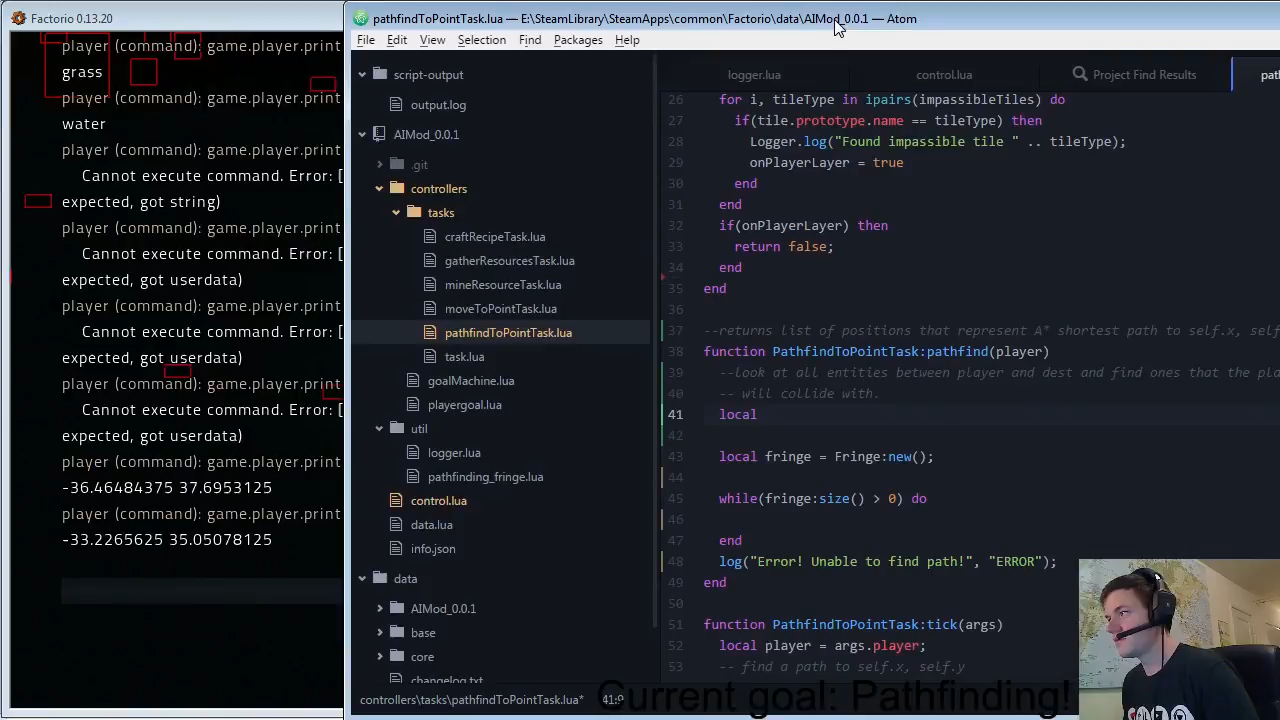 Factorio 0.13.20
player (command): game.player.print
grass
player (command): game.player.print
water
player (command): game.player.print
Cannot execute command. Error: [
expected, got string)
player (command): game.player.print
Cannot execute command. Error: [
expected, got userdata)
player (command): game.player.print
Cannot execute command. Error: [
expected, got userdata)
player (command): game.player.print
Cannot execute command. Error: [
expected, got userdata)
player (command): game.player.print
-36.46484375 37.6953125
player (command): game.player.print
-33.2265625 35.05078125
pathfindToPointTask.lua — E:\SteamLibrary\SteamApps\common\Factorio\data\AIMod_0.0.1 — Atom
File Edit View Selection Find Packages Help
script-output
output.log
AIMod_0.0.1
.git
controllers
tasks
craftRecipeTask.lua
gatherResourcesTask.lua
mineResourceTask.lua
moveToPointTask.lua
pathfindToPointTask.lua
task.lua
goalMachine.lua
playergoal.lua
util
logger.lua
pathfinding_fringe.lua
control.lua
data.lua
info.json
data
AIMod_0.0.1
base
core
changelog.txt
logger.lua control.lua Project Find Results path
26 for i, tileType in ipairs(impassibleTiles) do
27 if(tile.prototype.name == tileType) then
28 Logger.log("Found impassible tile " .. tileType);
29 onPlayerLayer = true
30 end
31 end
32 if(onPlayerLayer) then
33 return false;
34 end
35 end
36
37 --returns list of positions that represent A* shortest path to self.x, self
38 function PathfindToPointTask:pathfind(player)
39 --look at all entities between player and dest and find ones that the pla
40 -- will collide with.
41 local
42
43 local fringe = Fringe:new();
44
45 while(fringe:size() > 0) do
46
47 end
48 log("Error! Unable to find path!", "ERROR");
49 end
50
51 function PathfindToPointTask:tick(args)
52 local player = args.player;
53 -- find a path to self.x, self.y
controllers\tasks\pathfindToPointTask.lua* 41:9
Current goal: Pathfinding!